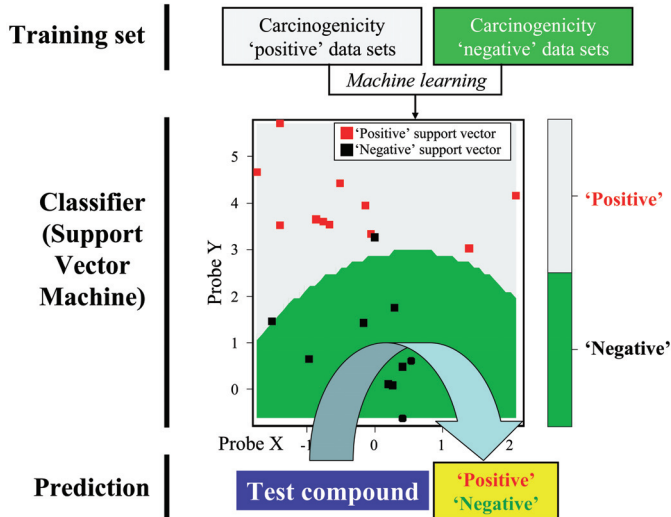 Training set
Carcinogenicity
‘positive’ data sets
Carcinogenicity
‘negative’ data sets
Machine learning
Classifier
(Support
Vector
Machine)
‘Positive’ support vector
‘Negative’ support vector
Probe Y
5
4
3
2
1
0
Probe X
-1
0
1
2
‘Positive’
‘Negative’
Prediction
Test compound
‘Positive’
‘Negative’